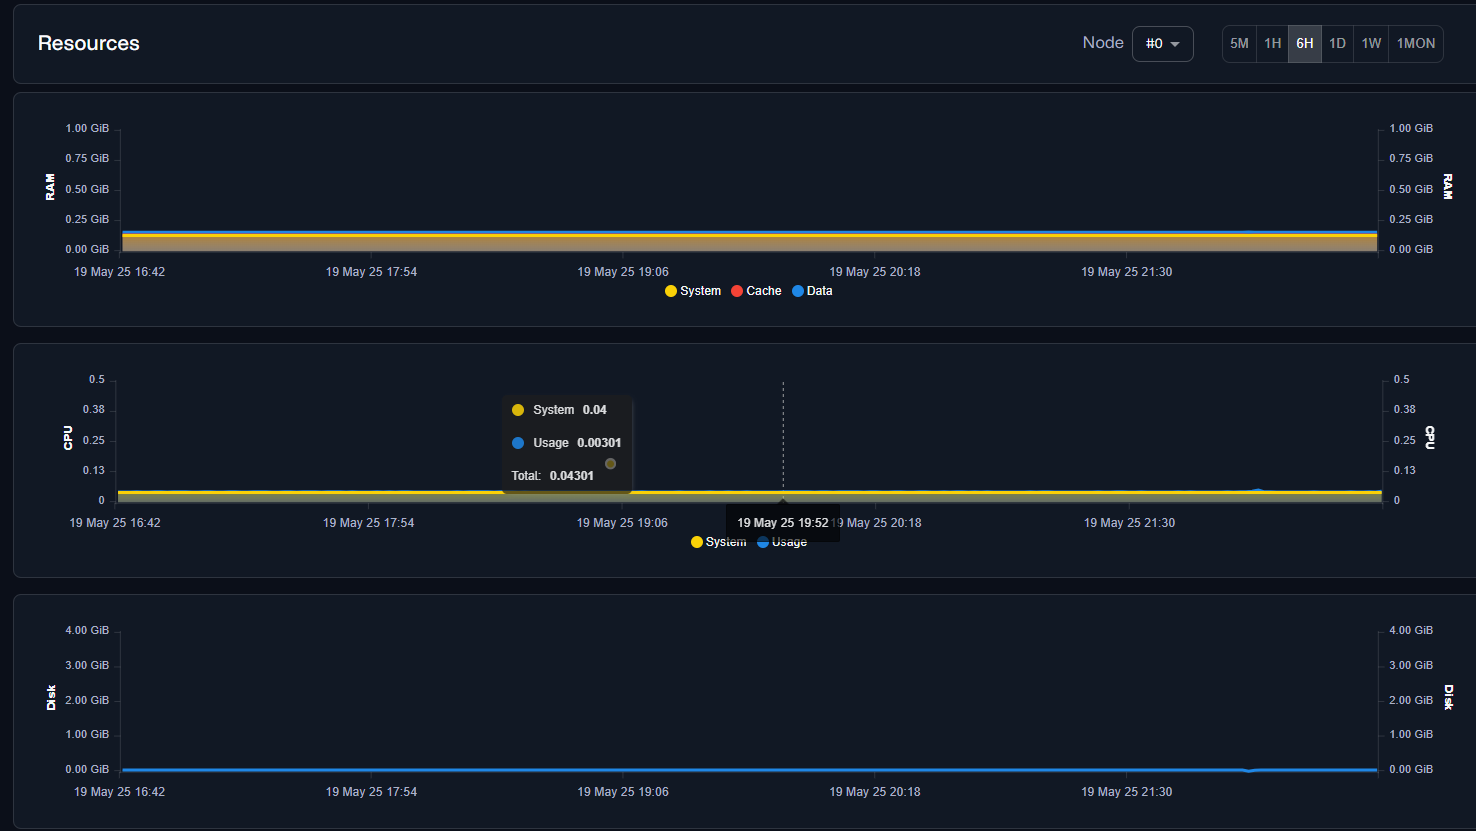 Resources
Node #0 5M 1H 6H 1D 1W 1MON
1.00 GiB 1.00 GiB
0.75 GiB 0.75 GiB
RAM RAM
0.50 GiB 0.50 GiB
0.25 GiB 0.25 GiB
0.00 GiB 0.00 GiB
19 May 25 16:42 19 May 25 17:54 19 May 25 19:06 19 May 25 20:18 19 May 25 21:30
System Cache Data
0.5 0.5
0.38 0.38
CPU CPU
0.25 0.25
0.13 0.13
0 0
System 0.04
Usage 0.00301
Total: 0.04301
19 May 25 16:42 19 May 25 17:54 19 May 25 19:06 19 May 25 19:52 19 May 25 20:18 19 May 25 21:30
System Usage
4.00 GiB 4.00 GiB
3.00 GiB 3.00 GiB
Disk Disk
2.00 GiB 2.00 GiB
1.00 GiB 1.00 GiB
0.00 GiB 0.00 GiB
19 May 25 16:42 19 May 25 17:54 19 May 25 19:06 19 May 25 20:18 19 May 25 21:30